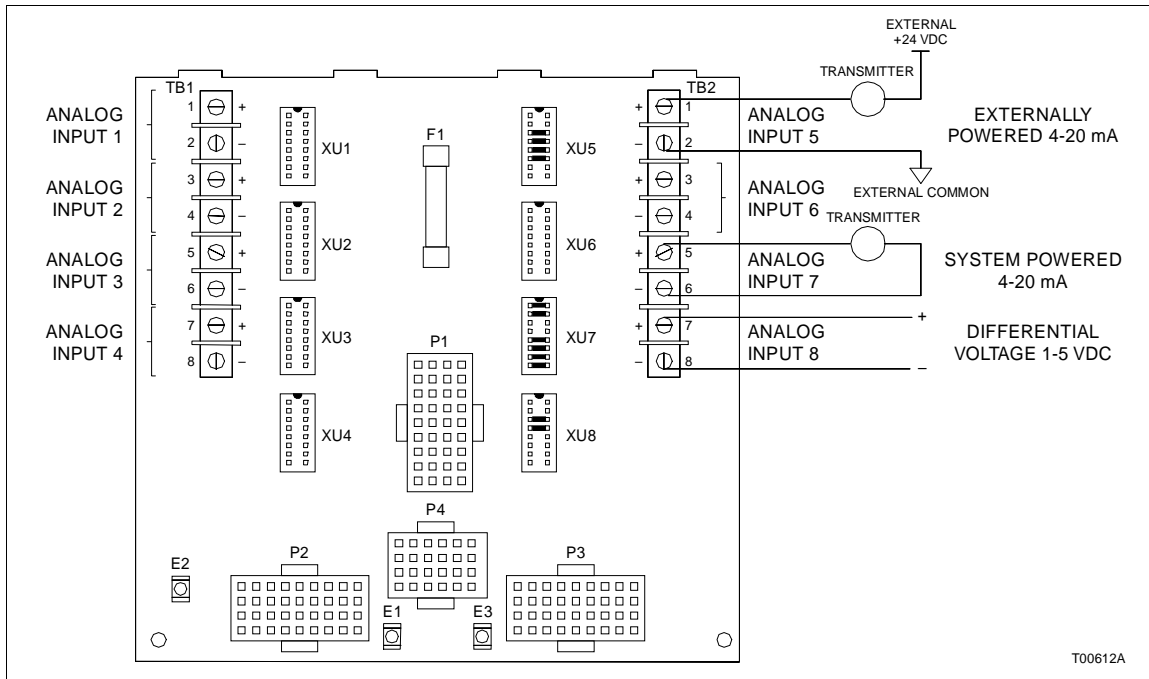 EXTERNAL
+24 VDC
TRANSMITTER
TB1
TB2
ANALOG
INPUT 1
1 +
2 –
ANALOG
INPUT 2
3 +
4 –
ANALOG
INPUT 3
5 +
6 –
ANALOG
INPUT 4
7 +
8 –
XU1
XU2
XU3
XU4
F1
XU5
XU6
XU7
XU8
+ 1
– 2
ANALOG
INPUT 5
EXTERNALLY
POWERED 4-20 mA
EXTERNAL COMMON
+ 3
– 4
ANALOG
INPUT 6
TRANSMITTER
+ 5
– 6
ANALOG
INPUT 7
SYSTEM POWERED
4-20 mA
+ 7
– 8
ANALOG
INPUT 8
+
–
DIFFERENTIAL
VOLTAGE 1-5 VDC
P1
P4
P2
P3
E2
E1
E3
T00612A